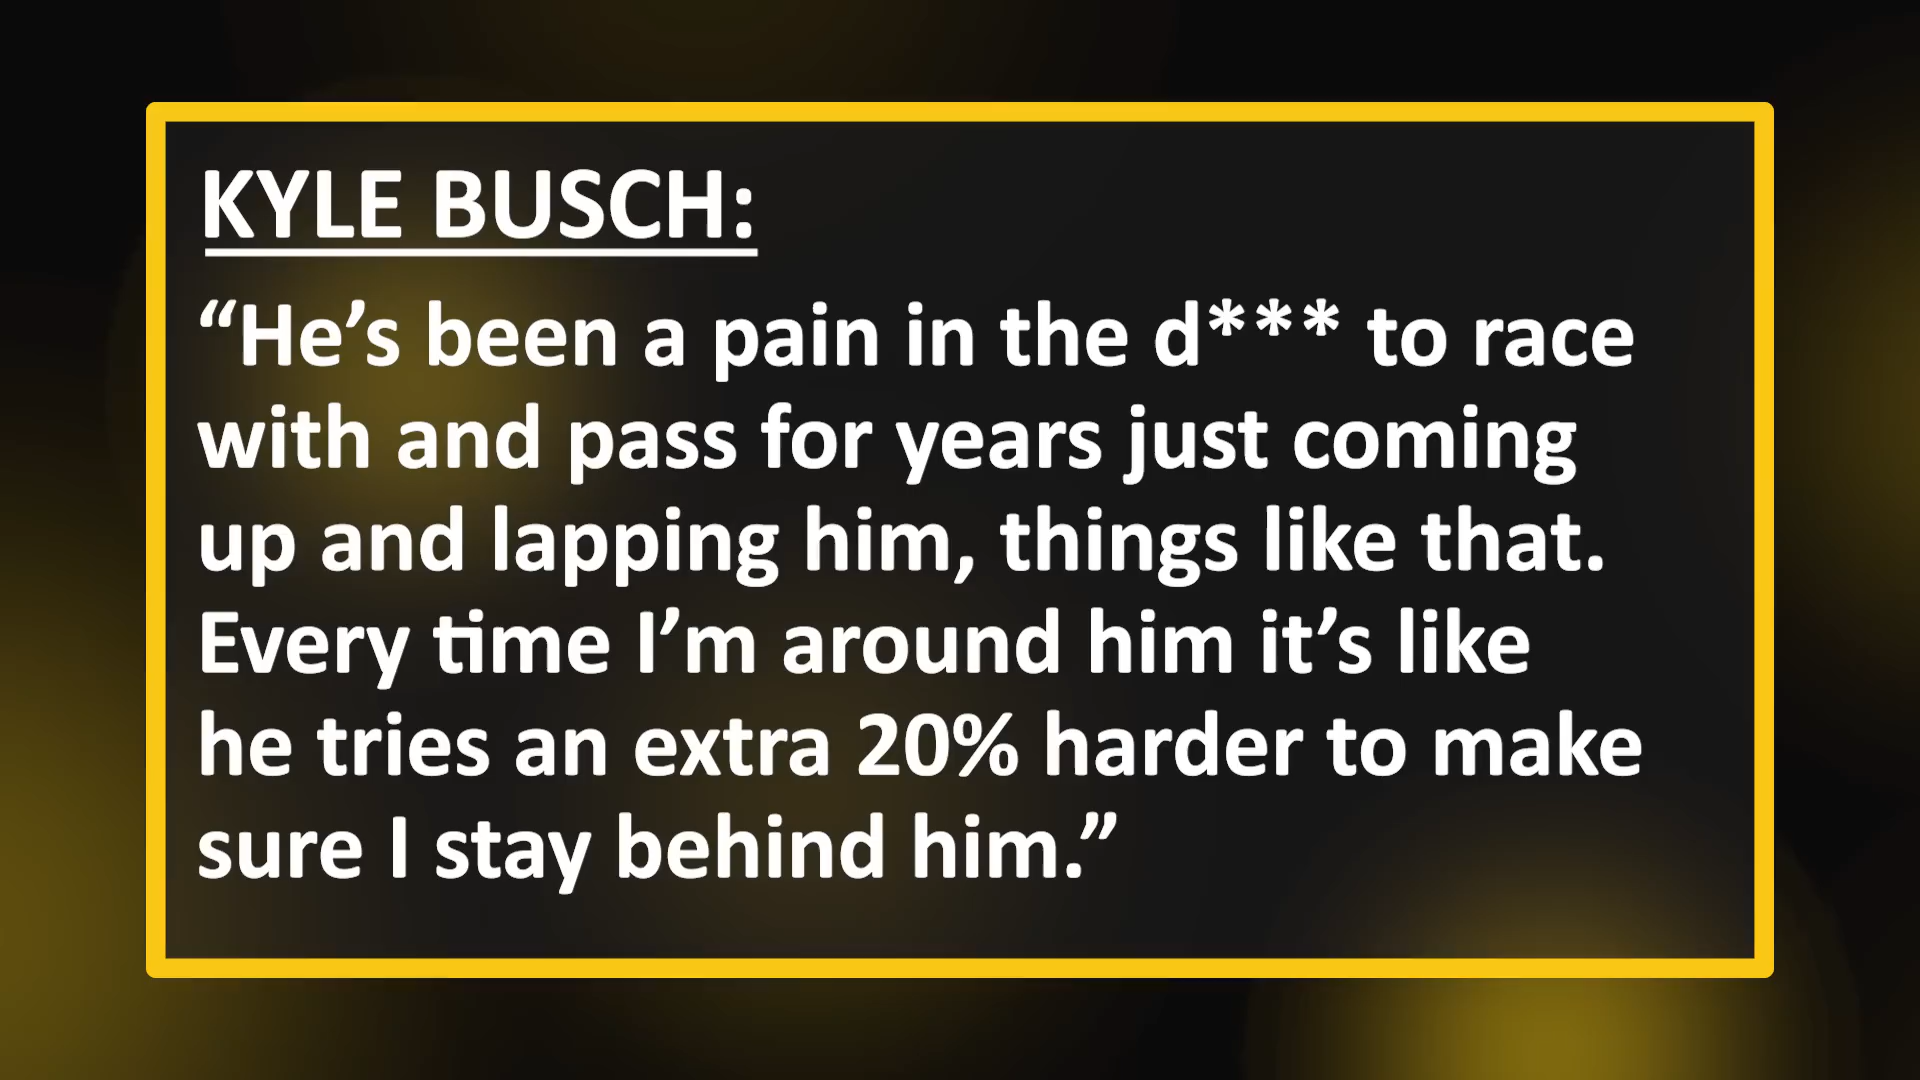 KYLE BUSCH:
“He’s been a pain in the d*** to race
with and pass for years just coming
up and lapping him, things like that.
Every time I’m around him it’s like
he tries an extra 20% harder to make
sure I stay behind him.”